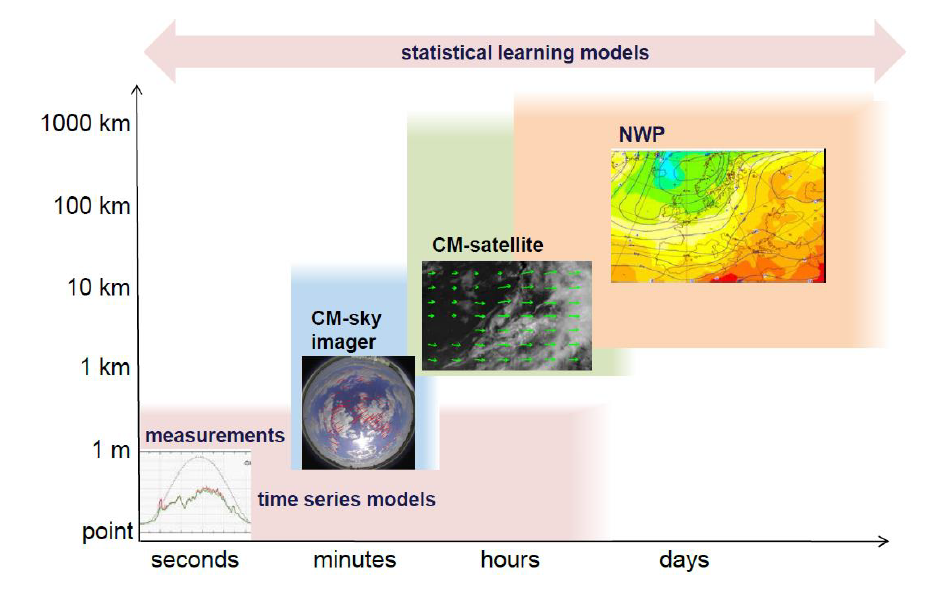 statistical learning models
1000 km
NWP
100 km
CM-satellite
10 km
CM-sky
imager
1 km
measurements
1 m
time series models
point
seconds
minutes
hours
days